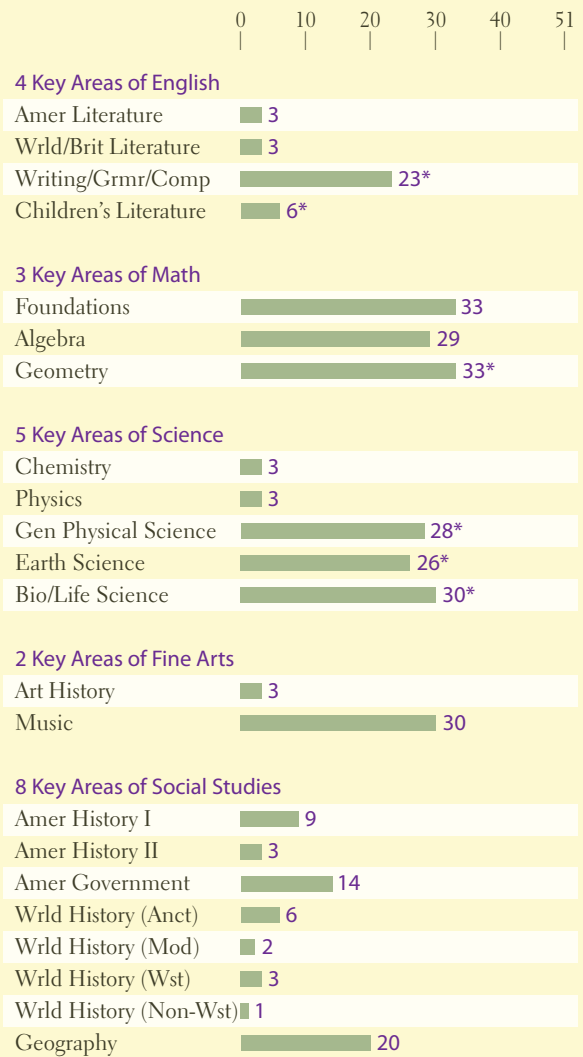 0 10 20 30 40 51
4 Key Areas of English
Amer Literature 3
Wrld/Brit Literature 3
Writing/Grmr/Comp 23*
Children's Literature 6*
3 Key Areas of Math
Foundations 33
Algebra 29
Geometry 33*
5 Key Areas of Science
Chemistry 3
Physics 3
Gen Physical Science 28*
Earth Science 26*
Bio/Life Science 30*
2 Key Areas of Fine Arts
Art History 3
Music 30
8 Key Areas of Social Studies
Amer History I 9
Amer History II 3
Amer Government 14
Wrld History (Anct) 6
Wrld History (Mod) 2
Wrld History (Wst) 3
Wrld History (Non-Wst) 1
Geography 20